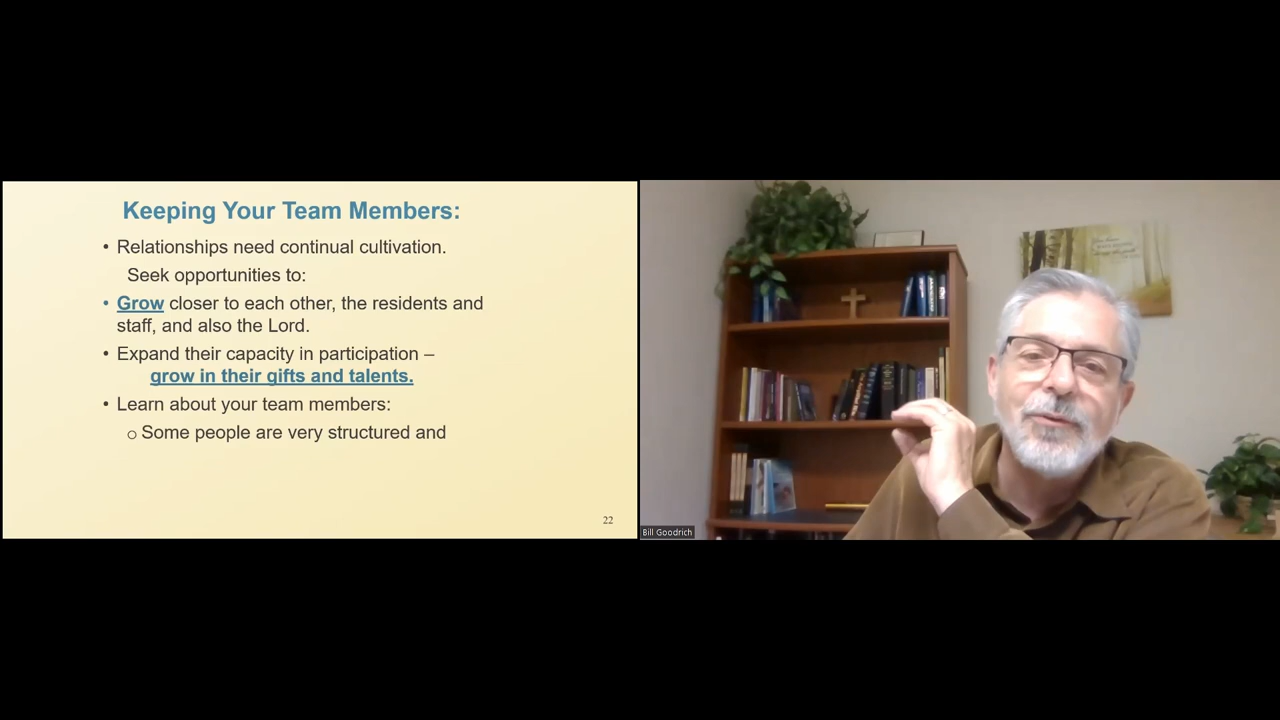 Keeping Your Team Members:
• Relationships need continual cultivation.
Seek opportunities to:
• Grow closer to each other, the residents and
staff, and also the Lord.
• Expand their capacity in participation –
grow in their gifts and talents.
• Learn about your team members:
o Some people are very structured and
22
Bill Goodrich